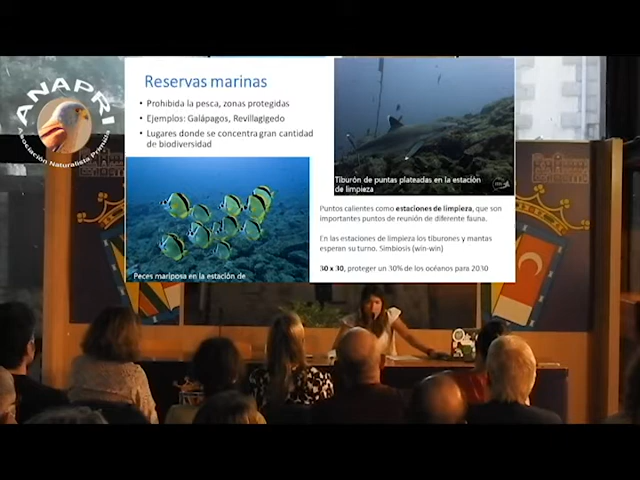 ANAPRI
Asociación Naturalista Primilla
Reservas marinas
• Prohibida la pesca, zonas protegidas
• Ejemplos: Galápagos, Revillagigedo
• Lugares donde se concentra gran cantidad
de biodiversidad
Peces mariposa en la estación de
Tiburón de puntas plateadas en la estación
de limpieza
Puntos calientes como estaciones de limpieza, que son
importantes puntos de reunión de diferente fauna.
En las estaciones de limpieza los tiburones y mantas
esperan su turno. Simbiosis (win-win)
30 x 30, proteger un 30% de los océanos para 2030